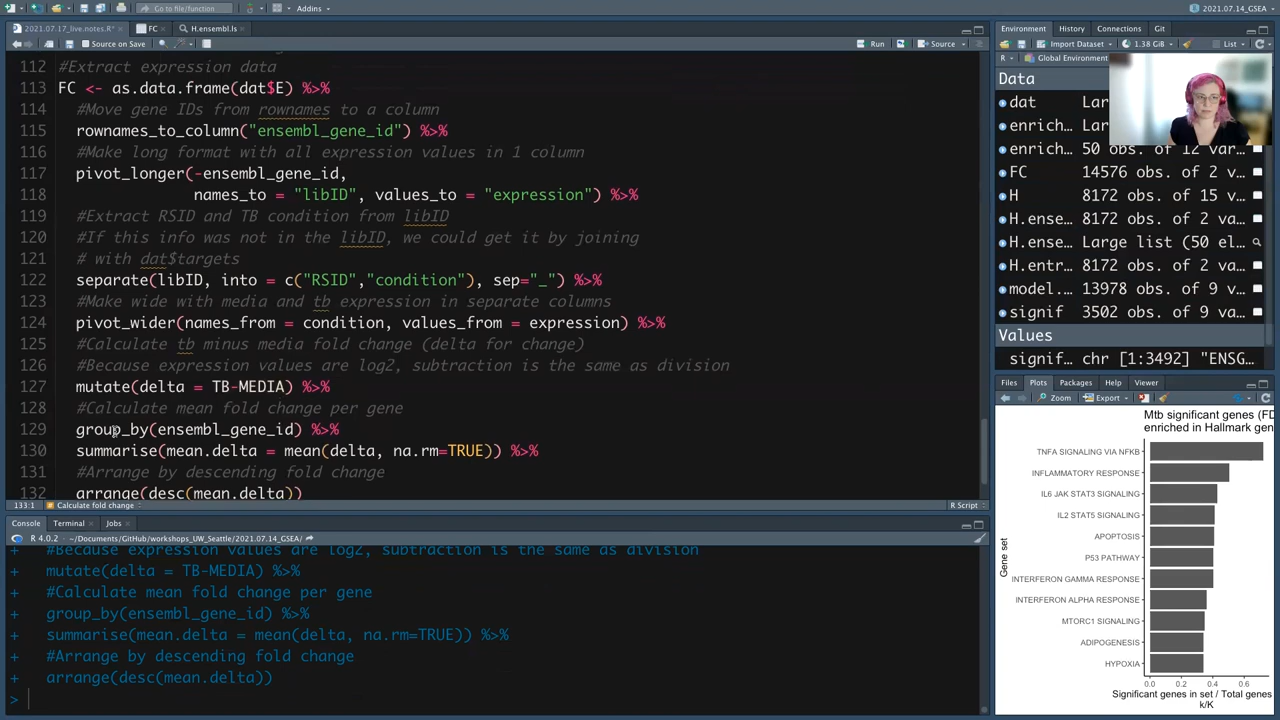 Go to file/function
Addins
2021.07.14_GSEA
2021.07.17_live.notes.R*
FC
H.ensembl.ls
Source on Save
Run
Source
112 #Extract expression data
113 FC <- as.data.frame(dat$E) %>%
114 #Move gene IDs from rownames to a column
115 rownames_to_column("ensembl_gene_id") %>%
116 #Make long format with all expression values in 1 column
117 pivot_longer(-ensembl_gene_id,
118 names_to = "libID", values_to = "expression") %>%
119 #Extract RSID and TB condition from libID
120 #If this info was not in the libID, we could get it by joining
121 # with dat$targets
122 separate(libID, into = c("RSID","condition"), sep="_") %>%
123 #Make wide with media and tb expression in separate columns
124 pivot_wider(names_from = condition, values_from = expression) %>%
125 #Calculate tb minus media fold change (delta for change)
126 #Because expression values are log2, subtraction is the same as division
127 mutate(delta = TB-MEDIA) %>%
128 #Calculate mean fold change per gene
129 group_by(ensembl_gene_id) %>%
130 summarise(mean.delta = mean(delta, na.rm=TRUE)) %>%
131 #Arrange by descending fold change
132 arrange(desc(mean.delta))
133:1
Calculate fold change
R Script
Console
Terminal
Jobs
R 4.0.2 · ~/Documents/GitHub/workshops_UW_Seattle/2021.07.14_GSEA/
+ #Because expression values are log2, subtraction is the same as division
+ mutate(delta = TB-MEDIA) %>%
+ #Calculate mean fold change per gene
+ group_by(ensembl_gene_id) %>%
+ summarise(mean.delta = mean(delta, na.rm=TRUE)) %>%
+ #Arrange by descending fold change
+ arrange(desc(mean.delta))
>
Environment
History
Connections
Git
Import Dataset
1.38 GiB
List
R
Global Environment
Data
dat Lar
enrich…
enrich… 50 obs. of 12 var…
FC 14576 obs. of 2 v…
H 8172 obs. of 15 v…
H.ense… 8172 obs. of 2 va…
H.ense… Large list (50 el…
H.entr… 8172 obs. of 2 va…
model.… 13978 obs. of 9 v…
signif 3502 obs. of 9 va…
Values
signif… chr [1:3492] "ENSG…
Files
Plots
Packages
Help
Viewer
Zoom
Export
Mtb significant genes (FD
enriched in Hallmark gen
TNFA SIGNALING VIA NFKB
INFLAMMATORY RESPONSE
IL6 JAK STAT3 SIGNALING
IL2 STAT5 SIGNALING
APOPTOSIS
P53 PATHWAY
INTERFERON GAMMA RESPONSE
INTERFERON ALPHA RESPONSE
MTORC1 SIGNALING
ADIPOGENESIS
HYPOXIA
Gene set
0.0 0.2 0.4 0.6
Significant genes in set / Total genes
k/K